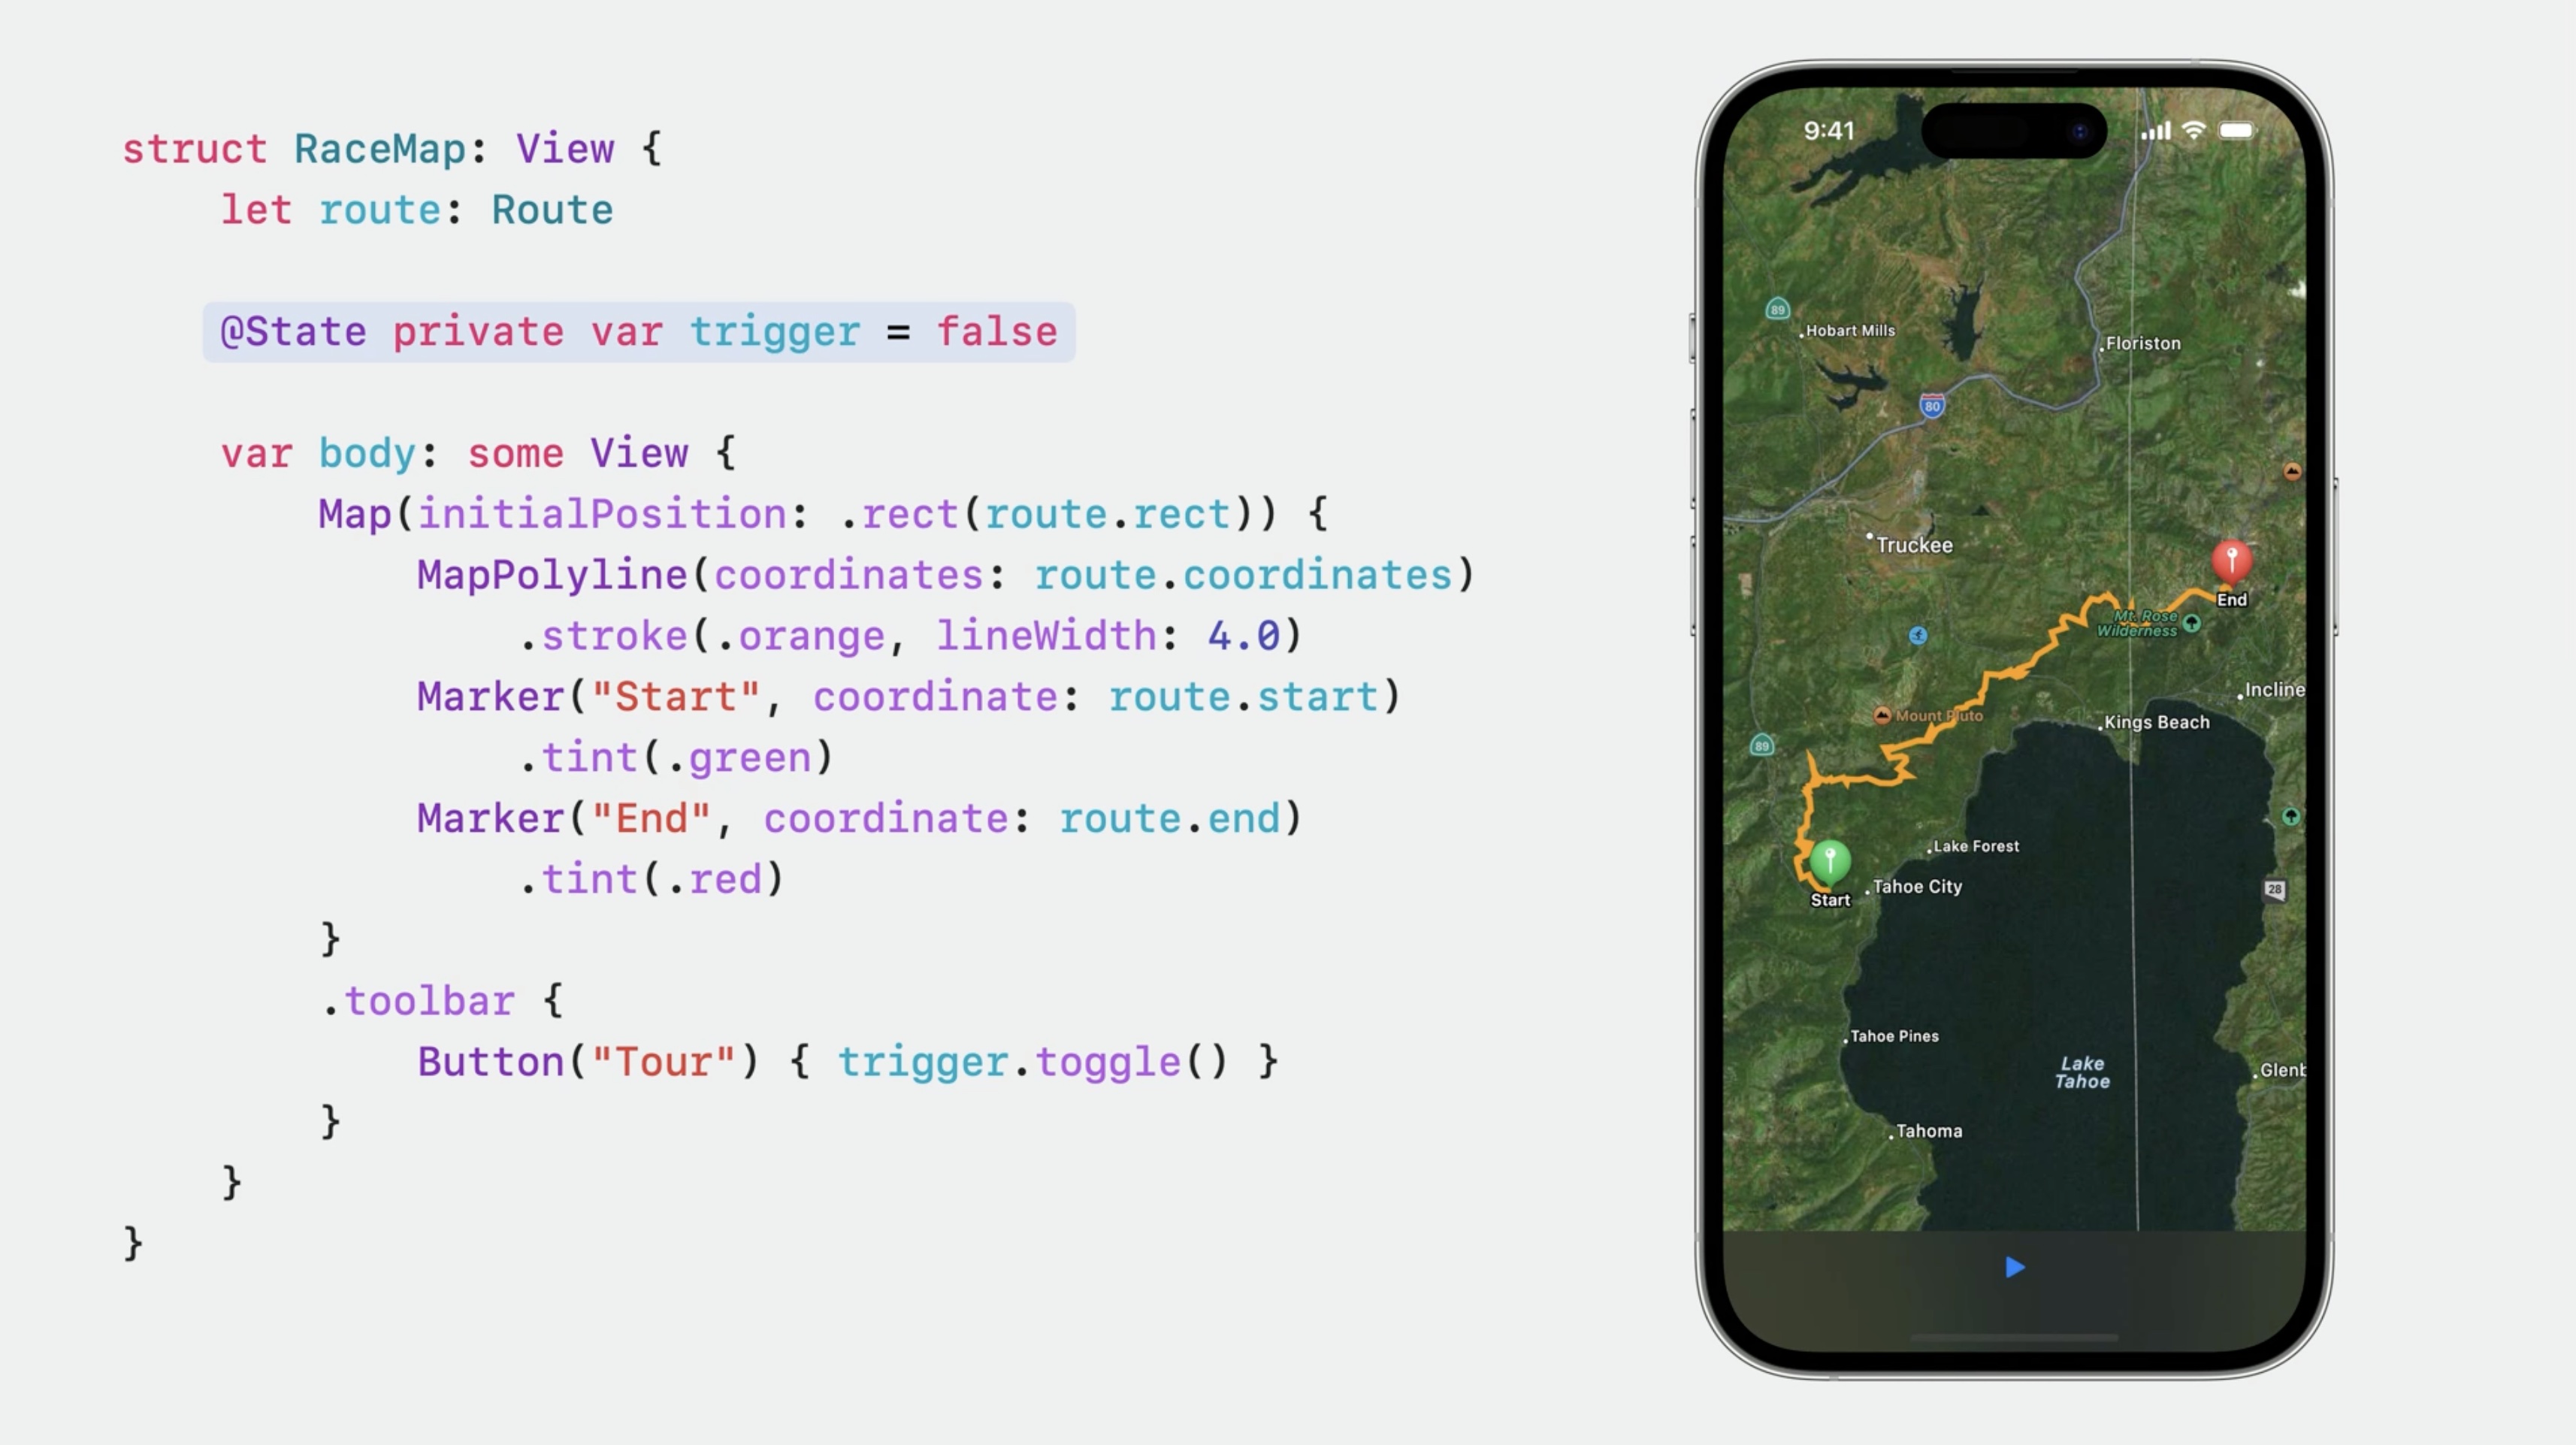 struct RaceMap: View {
let route: Route
@State private var trigger = false
var body: some View {
Map(initialPosition: .rect(route.rect)) {
MapPolyline(coordinates: route.coordinates)
.stroke(.orange, lineWidth: 4.0)
Marker("Start", coordinate: route.start)
.tint(.green)
Marker("End", coordinate: route.end)
.tint(.red)
}
.toolbar {
Button("Tour") { trigger.toggle() }
}
}
}
9:41
89
Hobart Mills
Floriston
80
Truckee
End
Mt. Rose
Wilderness
Incline
Mount Pluto
Kings Beach
89
Lake Forest
Tahoe City
Start
28
Tahoe Pines
Lake
Tahoe
Glenb
Tahoma